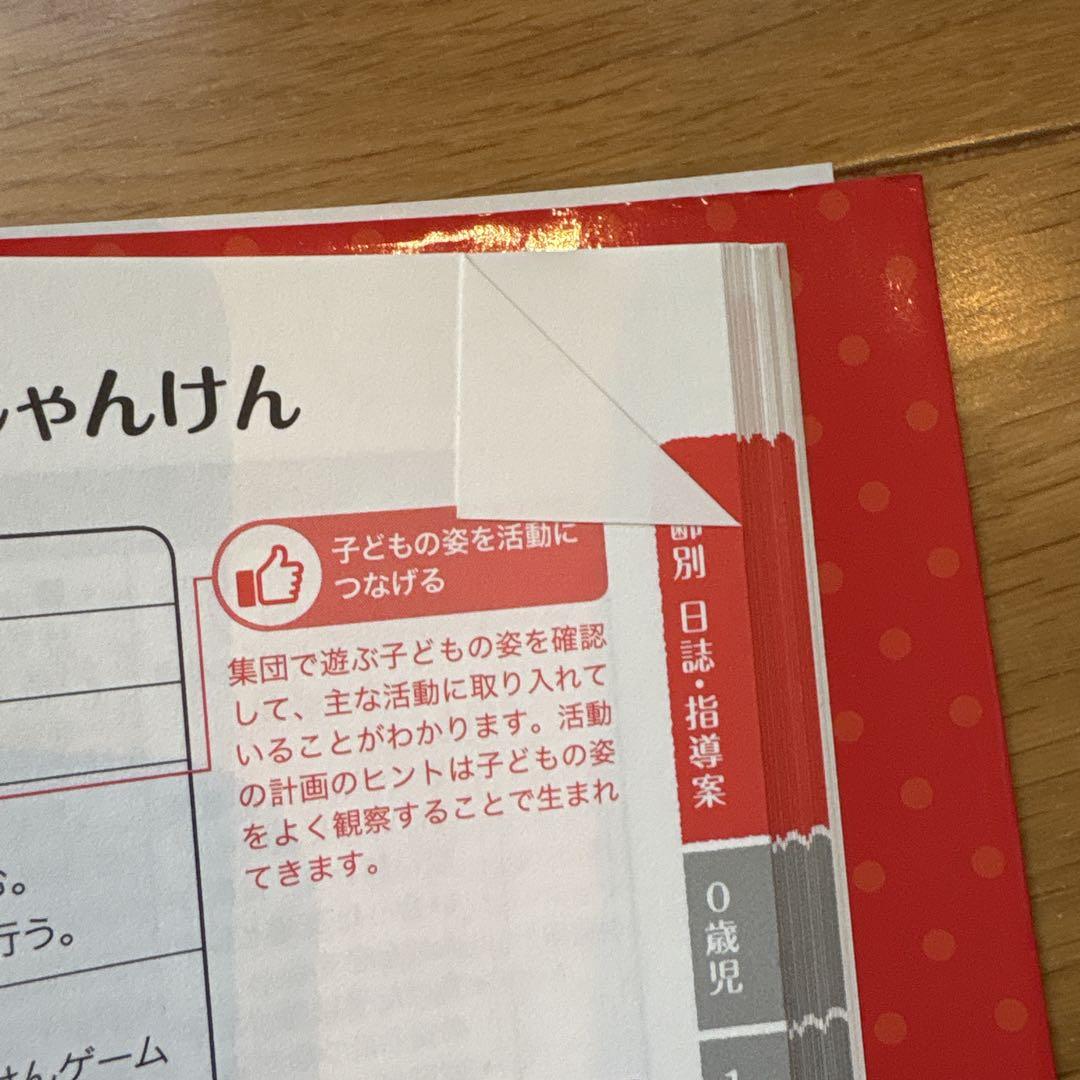 ゃんけん
子どもの姿を活動に
つなげる
集団で遊ぶ子どもの姿を確認
して、主な活動に取り入れて
いることがわかります。活動
の計画のヒントは子どもの姿
をよく観察することで生まれ
てきます。
別 日誌・指導案
0歳児
1
。
行う。
けんゲーム